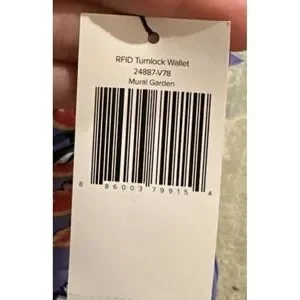 RFID Turnlock Wallet
24887-V78
Mural Garden
8 86003 79915 4